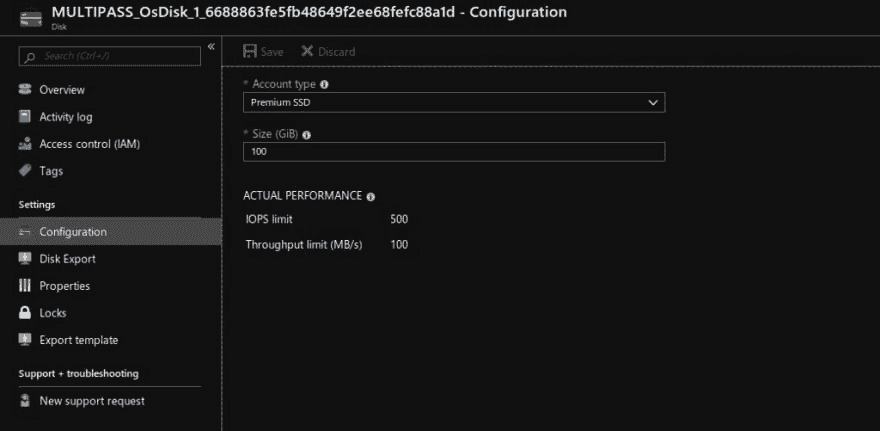 MULTIPASS_OsDisk_1_6688863fe5fb48649f2ee68fefc88a1d - Configuration
Disk
Search (Ctrl+/)
«
Overview
Activity log
Access control (IAM)
Tags
Settings
Configuration
Disk Export
Properties
Locks
Export template
Support + troubleshooting
New support request
Save Discard
* Account type
Premium SSD
* Size (GiB)
100
ACTUAL PERFORMANCE
IOPS limit 500
Throughput limit (MB/s) 100